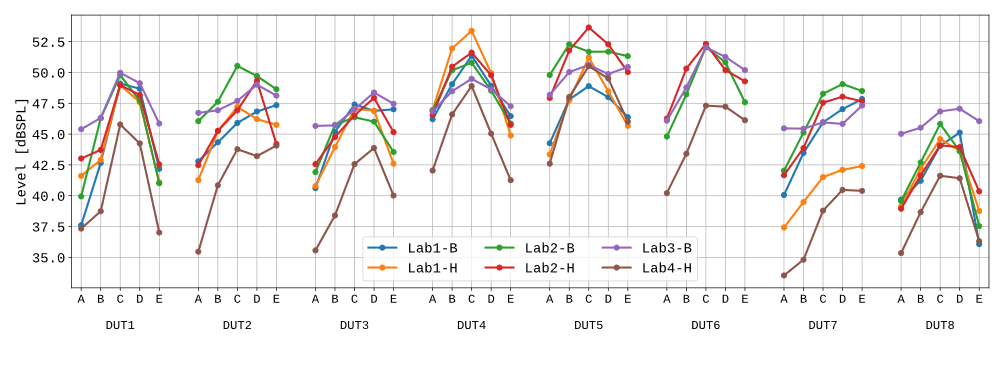 Level [dBSPL]
52.5
50.0
47.5
45.0
42.5
40.0
37.5
35.0
Lab1-B Lab2-B Lab3-B
Lab1-H Lab2-H Lab4-H
A B C D E A B C D E A B C D E A B C D E A B C D E A B C D E A B C D E A B C D E
DUT1 DUT2 DUT3 DUT4 DUT5 DUT6 DUT7 DUT8